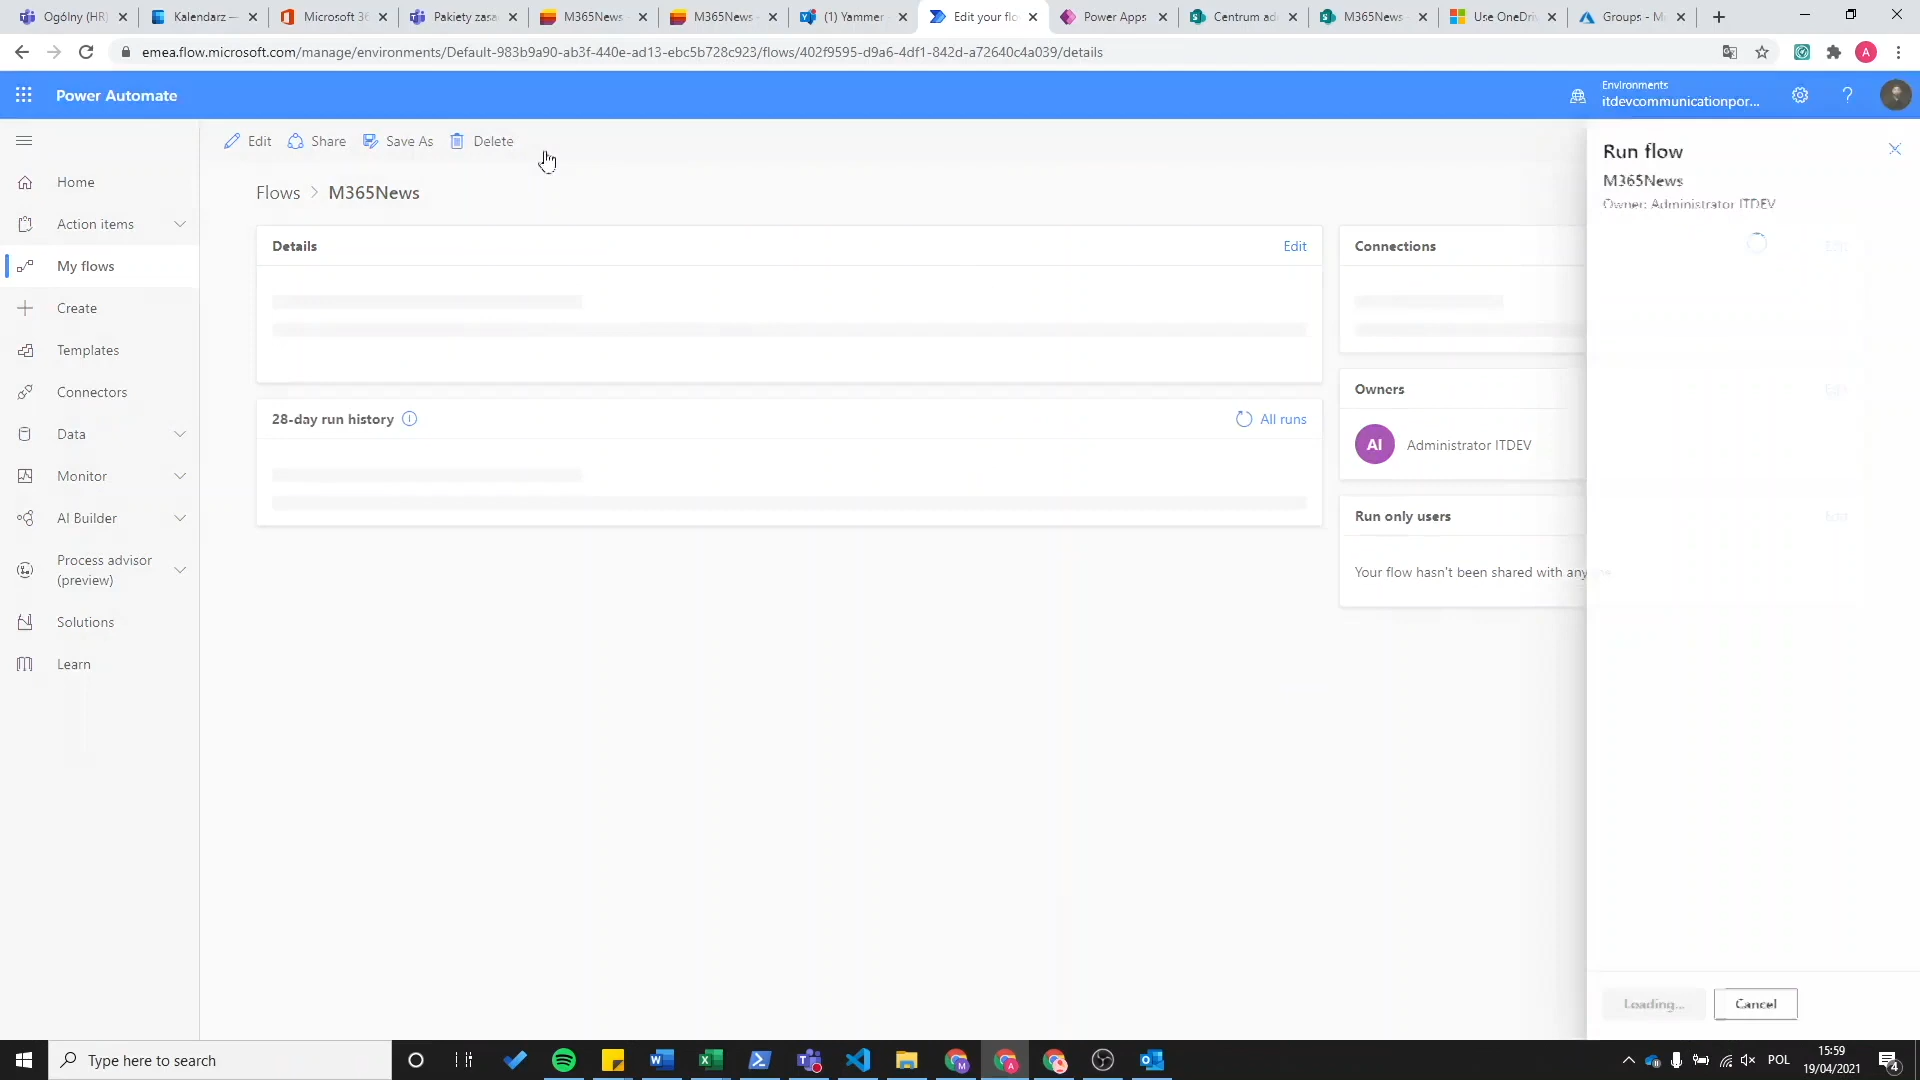 Ogólny (HR
Kalendarz —
Microsoft 36
Pakiety zasa
M365News
M365News -
(1) Yammer
Edit your flo
Power Apps
Centrum ad
M365News
Use OneDri
Groups - M
emea.flow.microsoft.com/manage/environments/Default-983b9a90-ab3f-440e-ad13-ebc5b728c923/flows/402f9595-d9a6-4df1-842d-a72640c4a039/details
A
Power Automate
Environments
itdevcommunicationpor...
?
Edit
Share
Save As
Delete
Flows > M365News
Home
Action items
My flows
Create
Templates
Connectors
Data
Monitor
AI Builder
Process advisor
(preview)
Solutions
Learn
Details
Edit
28-day run history
All runs
Connections
Edit
Owners
Edit
AI
Administrator ITDEV
Run only users
Edit
Your flow hasn't been shared with any
Run flow
M365News
Owner: Administrator ITDEV
Loading...
Cancel
Type here to search
POL
15:59
19/04/2021
4